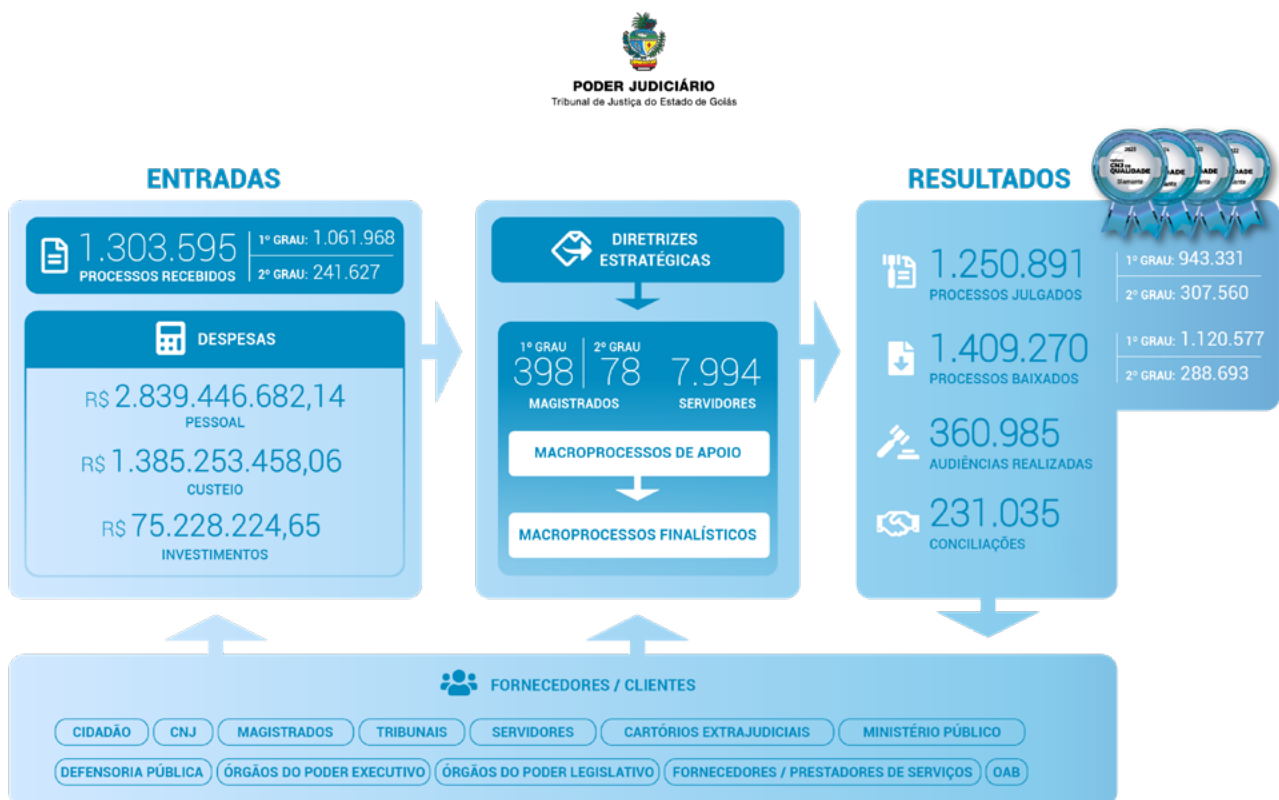 PODER JUDICIÁRIO
Tribunal de Justiça do Estado de Goiás
ENTRADAS
1.303.595
PROCESSOS RECEBIDOS
1º GRAU: 1.061.968
2º GRAU: 241.627
DESPESAS
R$ 2.839.446.682,14
PESSOAL
R$ 1.385.253.458,06
CUSTEIO
R$ 75.228.224,65
INVESTIMENTOS
DIRETRIZES
ESTRATÉGICAS
1º GRAU
398
2º GRAU
78
MAGISTRADOS
7.994
SERVIDORES
MACROPROCESSOS DE APOIO
MACROPROCESSOS FINALÍSTICOS
RESULTADOS
CNJ DE
QUALIDADE
Diamante
1.250.891
PROCESSOS JULGADOS
1º GRAU: 943.331
2º GRAU: 307.560
1.409.270
PROCESSOS BAIXADOS
1º GRAU: 1.120.577
2º GRAU: 288.693
360.985
AUDIÊNCIAS REALIZADAS
231.035
CONCILIAÇÕES
FORNECEDORES / CLIENTES
CIDADÃO CNJ MAGISTRADOS TRIBUNAIS SERVIDORES CARTÓRIOS EXTRAJUDICIAIS MINISTÉRIO PÚBLICO
DEFENSORIA PÚBLICA ÓRGÃOS DO PODER EXECUTIVO ÓRGÃOS DO PODER LEGISLATIVO FORNECEDORES / PRESTADORES DE SERVIÇOS OAB